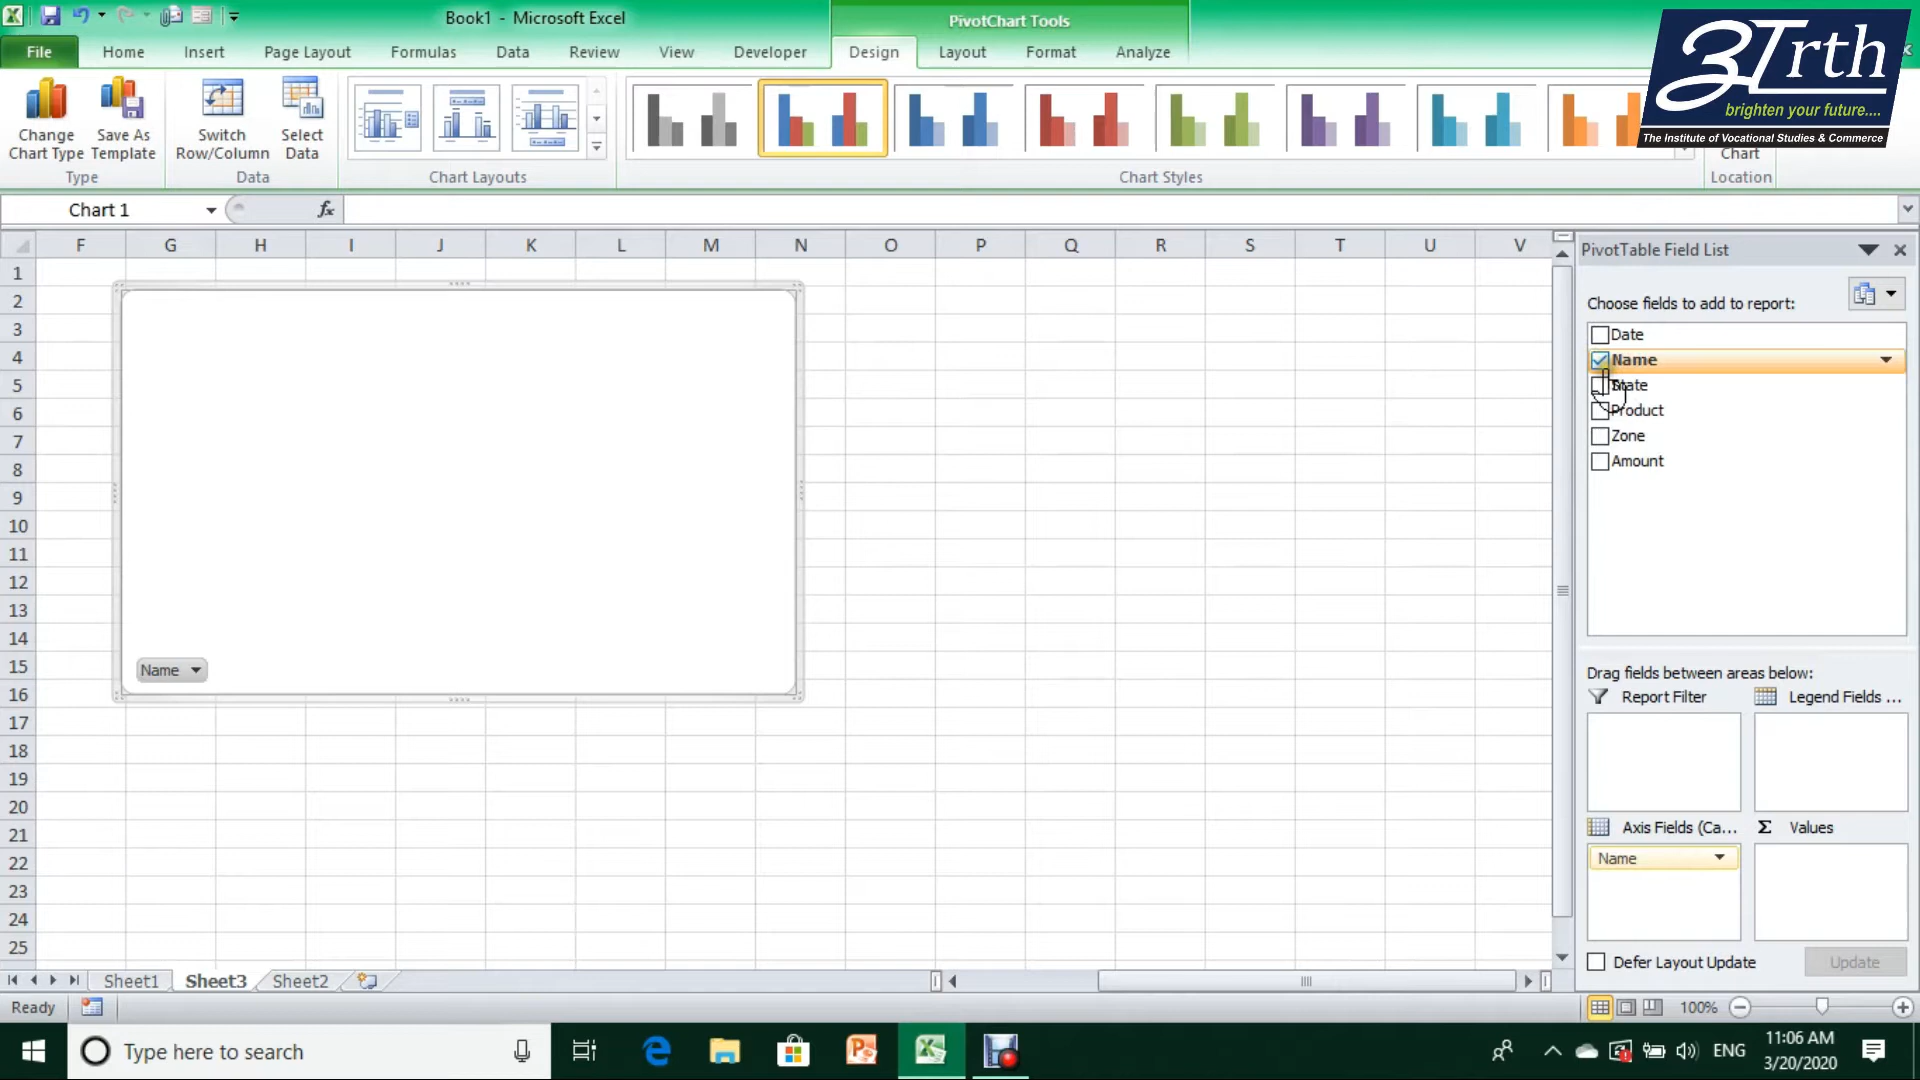 Book1 - Microsoft Excel
PivotChart Tools
File
Home
Insert
Page Layout
Formulas
Data
Review
View
Developer
Design
Layout
Format
Analyze
3Trth
brighten your future....
The Institute of Vocational Studies & Commerce
Change
Chart Type
Save As
Template
Switch
Row/Column
Select
Data
Chart
Type
Data
Chart Layouts
Chart Styles
Location
Chart 1
fx
F G H I J K L M N O P Q R S T U V
1
2
3
4
5
6
7
8
9
10
11
12
13
14
15
16
17
18
19
20
21
22
23
24
25
Name
PivotTable Field List
Choose fields to add to report:
Date
Name
State
Product
Zone
Amount
Drag fields between areas below:
Report Filter
Legend Fields ...
Axis Fields (Ca...
Σ Values
Name
Defer Layout Update
Update
Sheet1
Sheet3
Sheet2
Ready
100%
Type here to search
ENG
11:06 AM
3/20/2020